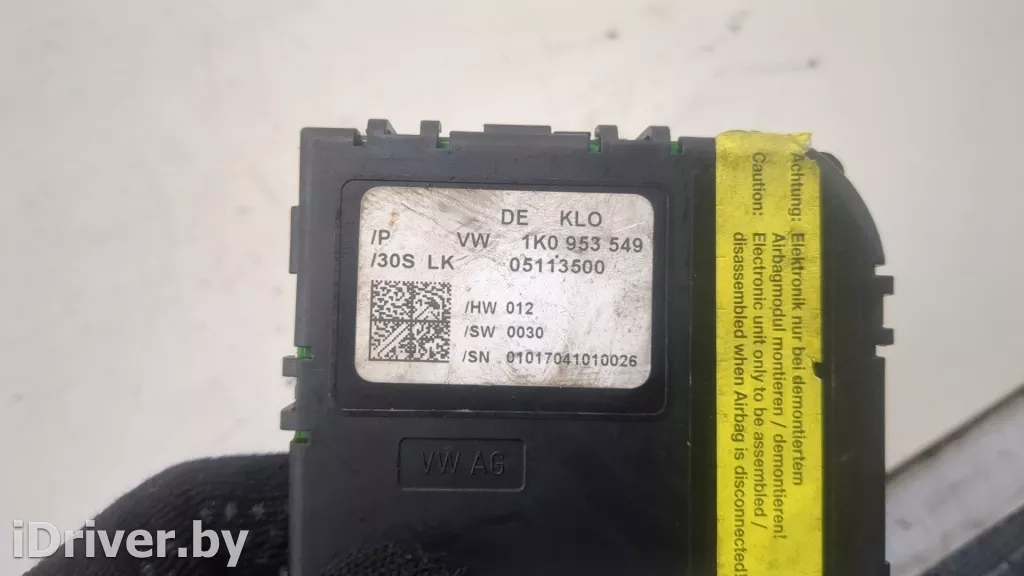 DE KLO
/P VW 1K0 953 549
/30S LK 05113500
/HW 012
/SW 0030
/SN 01017041010026
VW AG
Achtung: Elektronik nur bei demontiertem
Airbagmodul montieren / demontieren!
Caution: Electronic unit only to be assembled /
disassembled when Airbag is disconnected!
iDriver.by